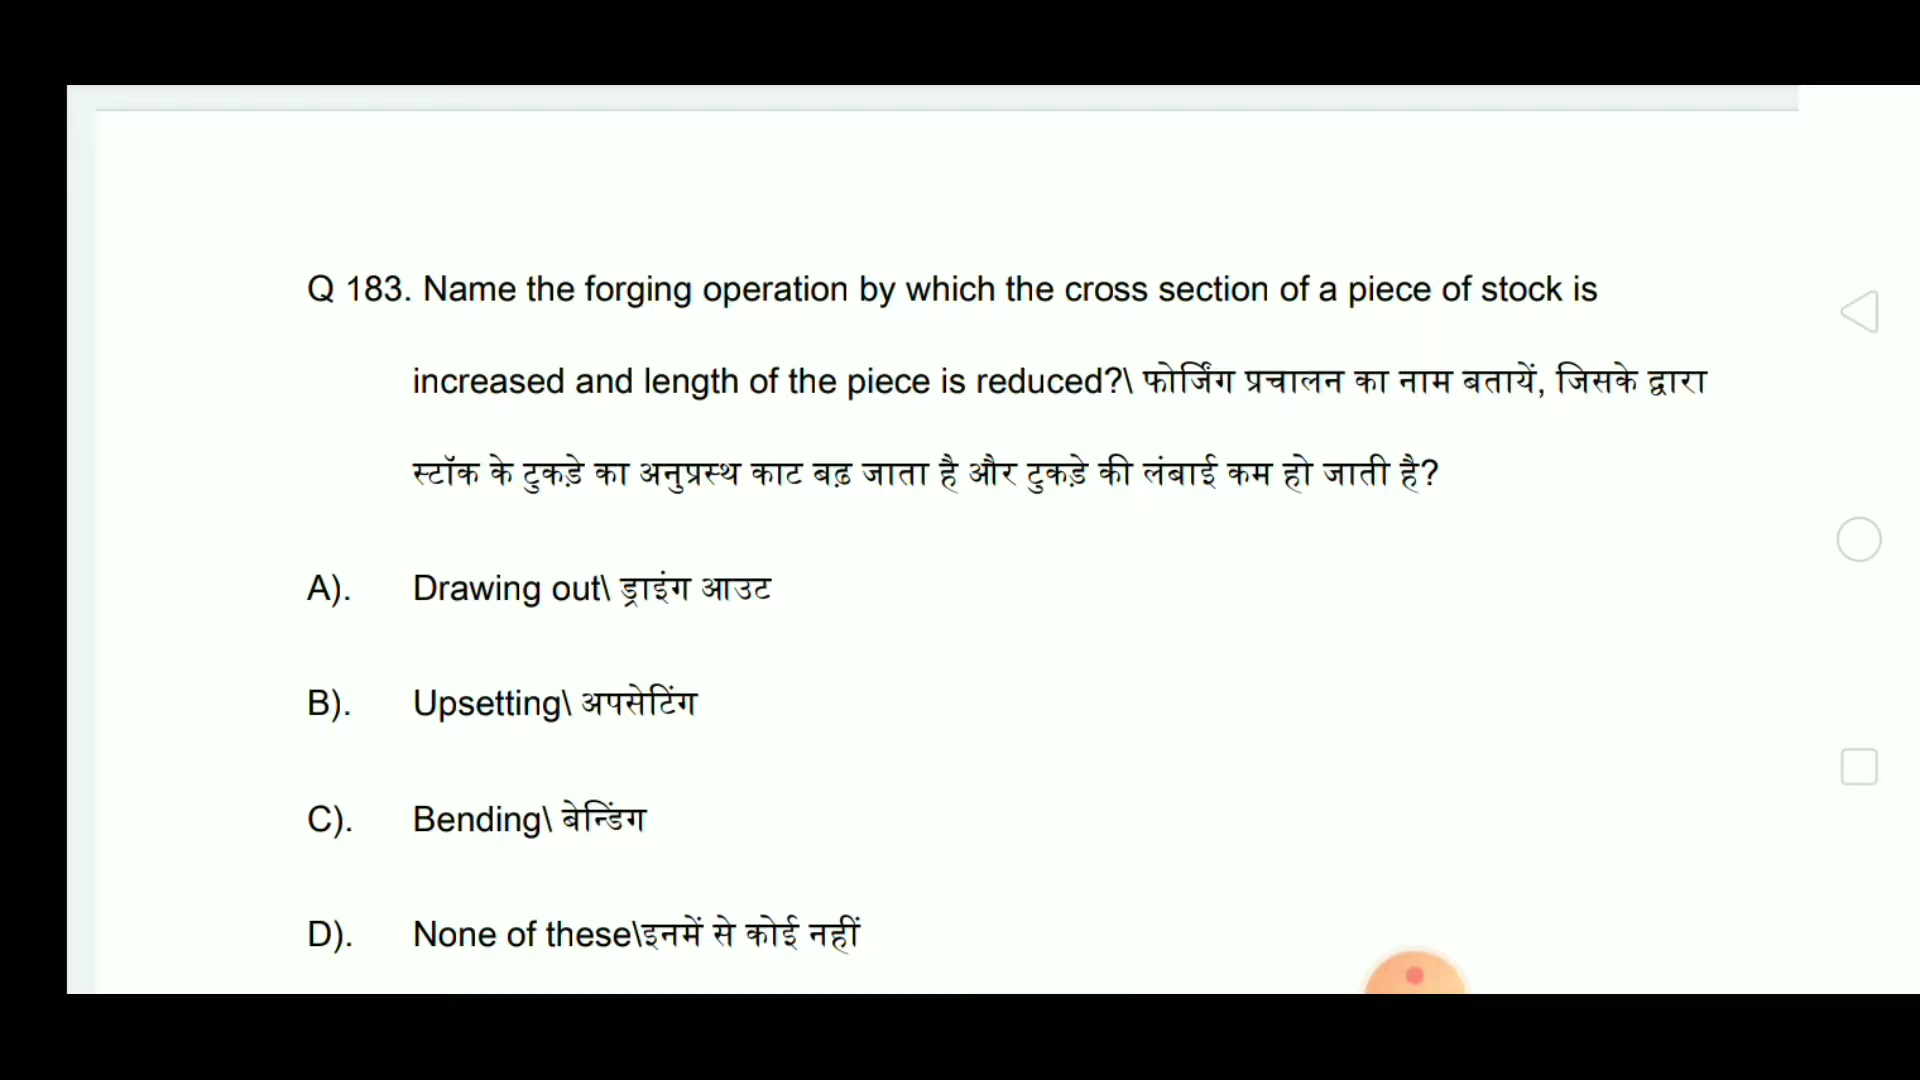 Q 183. Name the forging operation by which the cross section of a piece of stock is
increased and length of the piece is reduced?\ फोर्जिंग प्रचालन का नाम बतायें, जिसके द्वारा
स्टॉक के टुकड़े का अनुप्रस्थ काट बढ़ जाता है और टुकड़े की लंबाई कम हो जाती है?
A). Drawing out\ ड्राइंग आउट
B). Upsetting\ अपसेटिंग
C). Bending\ बेन्डिंग
D). None of these\इनमें से कोई नहीं